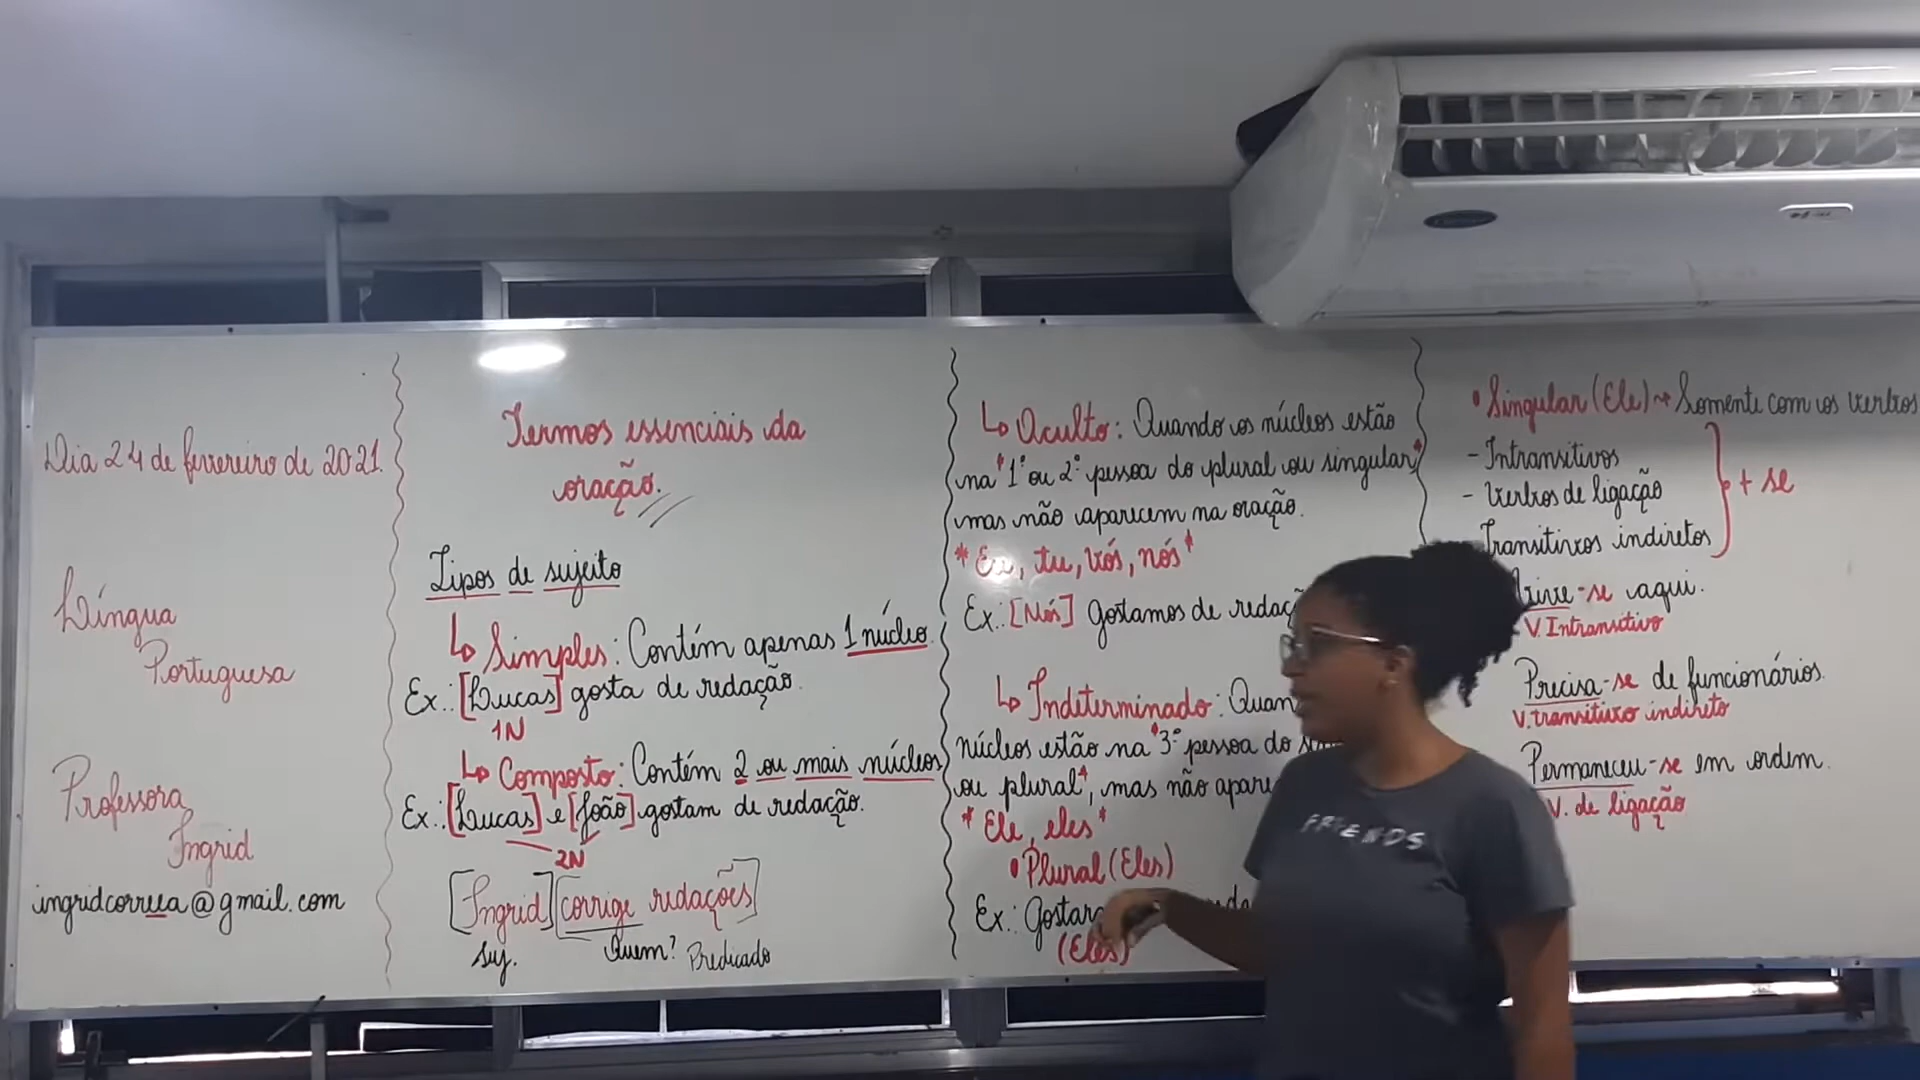 Dia 24 de fevereiro de 2021.
Língua
Portuguesa
Professora
Ingrid
ingridcorreua@gmail.com
Termos essenciais da
oração.
Tipos de sujeito
↳ Simples: Contém apenas 1 núcleo.
Ex.: [Lucas] gosta de redação.
1N
↳ Composto: Contém 2 ou mais núcleos
Ex.: [Lucas] e [João] gostam de redação.
2N
[Ingrid] [corrige redações]
Suj. Quem? Predicado
↳ Oculto: Quando os núcleos estão
na *1ª ou 2ª pessoa do plural ou singular*
mas não aparecem na oração.
* Eu, tu, vós, nós *
Ex.: [Nós] Gostamos de redaç
↳ Indeterminado: Quan
núcleos estão na *3ª pessoa do
ou plural*, mas não apare
* Ele, eles *
• Plural (Eles)
Ex.: Gostar
(Eles)
• Singular (Ele) → Somente com os verbos
- Intransitivos
- Verbos de ligação
Transitivos indiretos
} + se
Vive-se aqui.
V. Intransitivo
Precisa-se de funcionários.
V. transitivo indireto
Permaneceu-se em ordem.
V. de ligação
FRIENDS